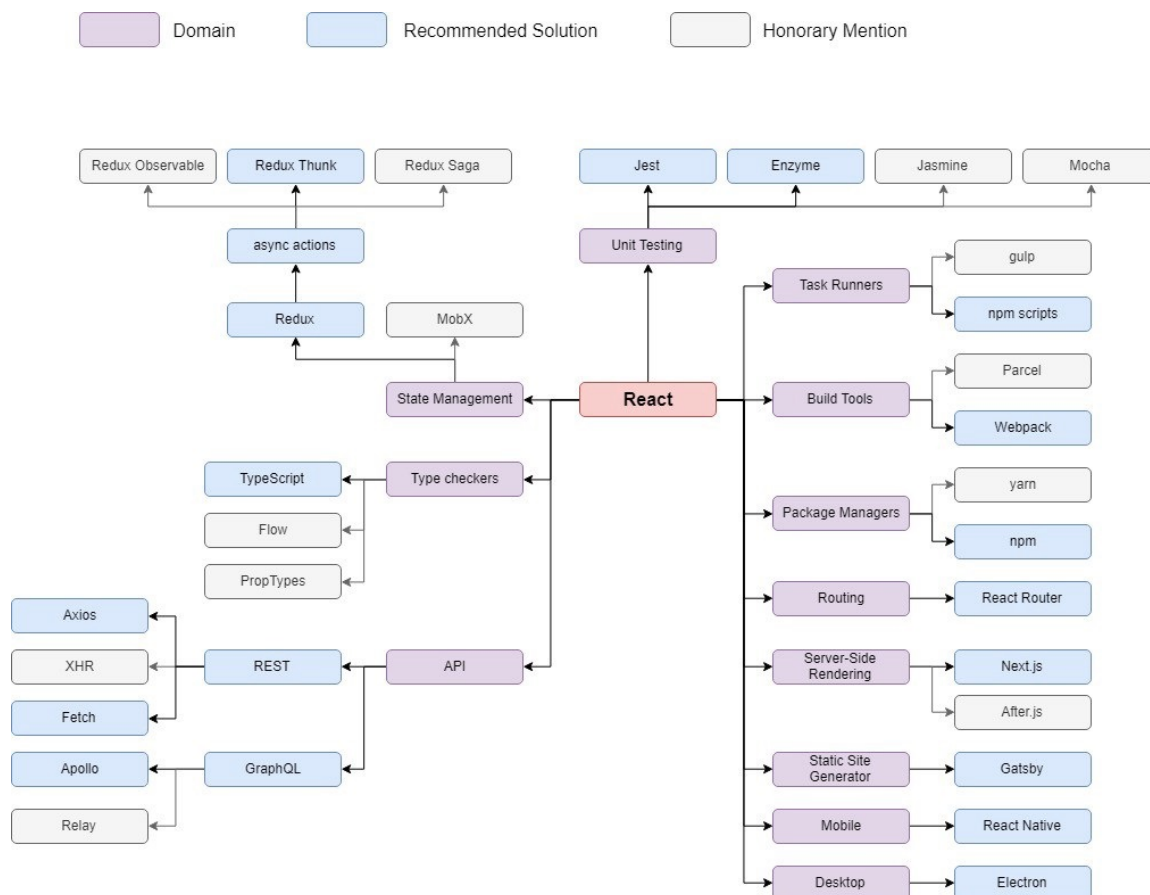 Domain
Recommended Solution
Honorary Mention
Redux Observable
Redux Thunk
Redux Saga
Jest
Enzyme
Jasmine
Mocha
async actions
Unit Testing
gulp
Task Runners
npm scripts
Redux
MobX
Parcel
State Management
React
Build Tools
Webpack
TypeScript
Type checkers
yarn
Package Managers
npm
Flow
PropTypes
Axios
Routing
React Router
XHR
REST
API
Server-Side
Rendering
Next.js
After.js
Fetch
Apollo
GraphQL
Static Site
Generator
Gatsby
Relay
Mobile
React Native
Desktop
Electron